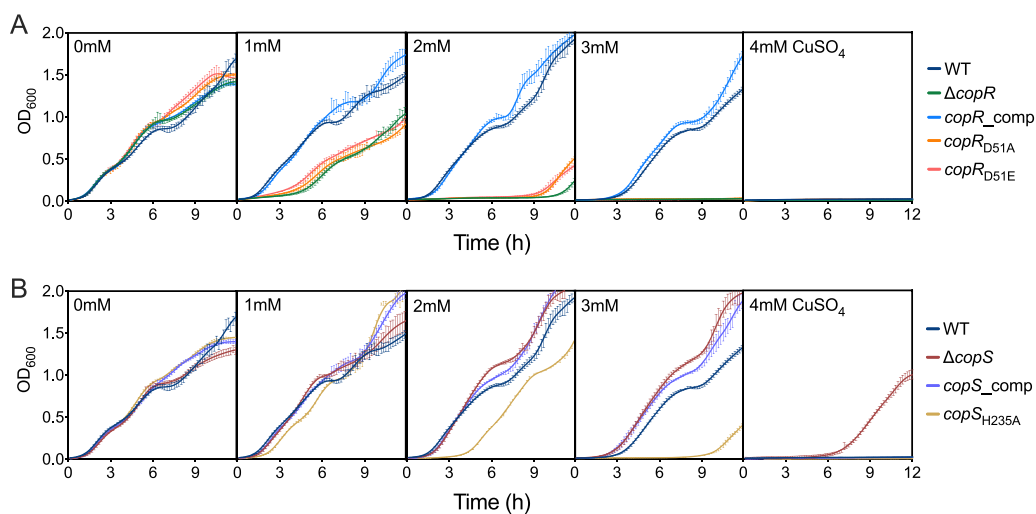 A
0mM
1mM
2mM
3mM
4mM CuSO4
2.0
1.5
1.0
0.5
0.0
OD600
0 3 6 9 0 3 6 9 0 3 6 9 0 3 6 9 0 3 6 9 12
Time (h)
WT
ΔcopR
copR_comp
copRD51A
copRD51E
B
0mM
1mM
2mM
3mM
4mM CuSO4
2.0
1.5
1.0
0.5
0.0
OD600
0 3 6 9 0 3 6 9 0 3 6 9 0 3 6 9 0 3 6 9 12
Time (h)
WT
ΔcopS
copS_comp
copSH235A